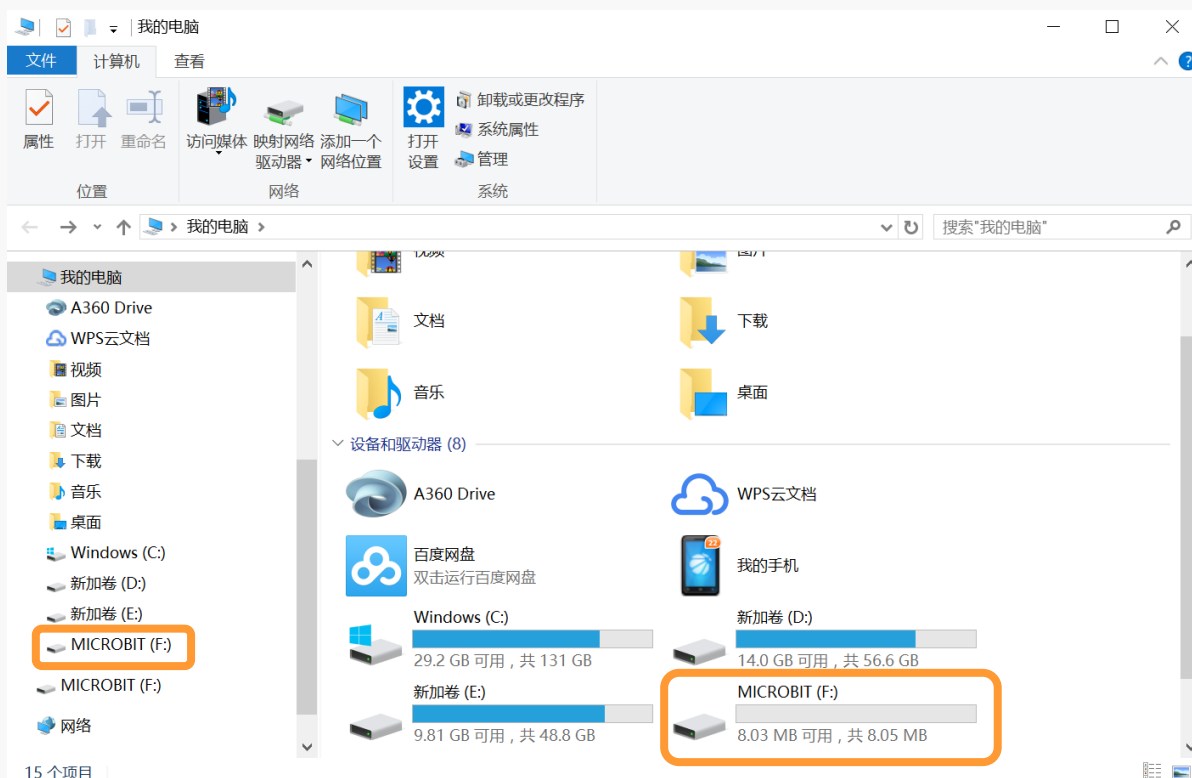 我的电脑
文件 计算机 查看
属性 打开 重命名 访问媒体 映射网络驱动器 添加一个网络位置 打开设置 卸载或更改程序
系统属性
管理
位置 网络 系统
我的电脑 搜索"我的电脑"
我的电脑
A360 Drive
WPS云文档
视频
图片
文档
下载
音乐
桌面
Windows (C:)
新加卷 (D:)
新加卷 (E:)
MICROBIT (F:)
MICROBIT (F:)
网络
视频 图片
文档 下载
音乐 桌面
设备和驱动器 (8)
A360 Drive WPS云文档
百度网盘
双击运行百度网盘
22
我的手机
Windows (C:)
29.2 GB 可用，共 131 GB
新加卷 (D:)
14.0 GB 可用，共 56.6 GB
新加卷 (E:)
9.81 GB 可用，共 48.8 GB
MICROBIT (F:)
8.03 MB 可用，共 8.05 MB
15 个项目